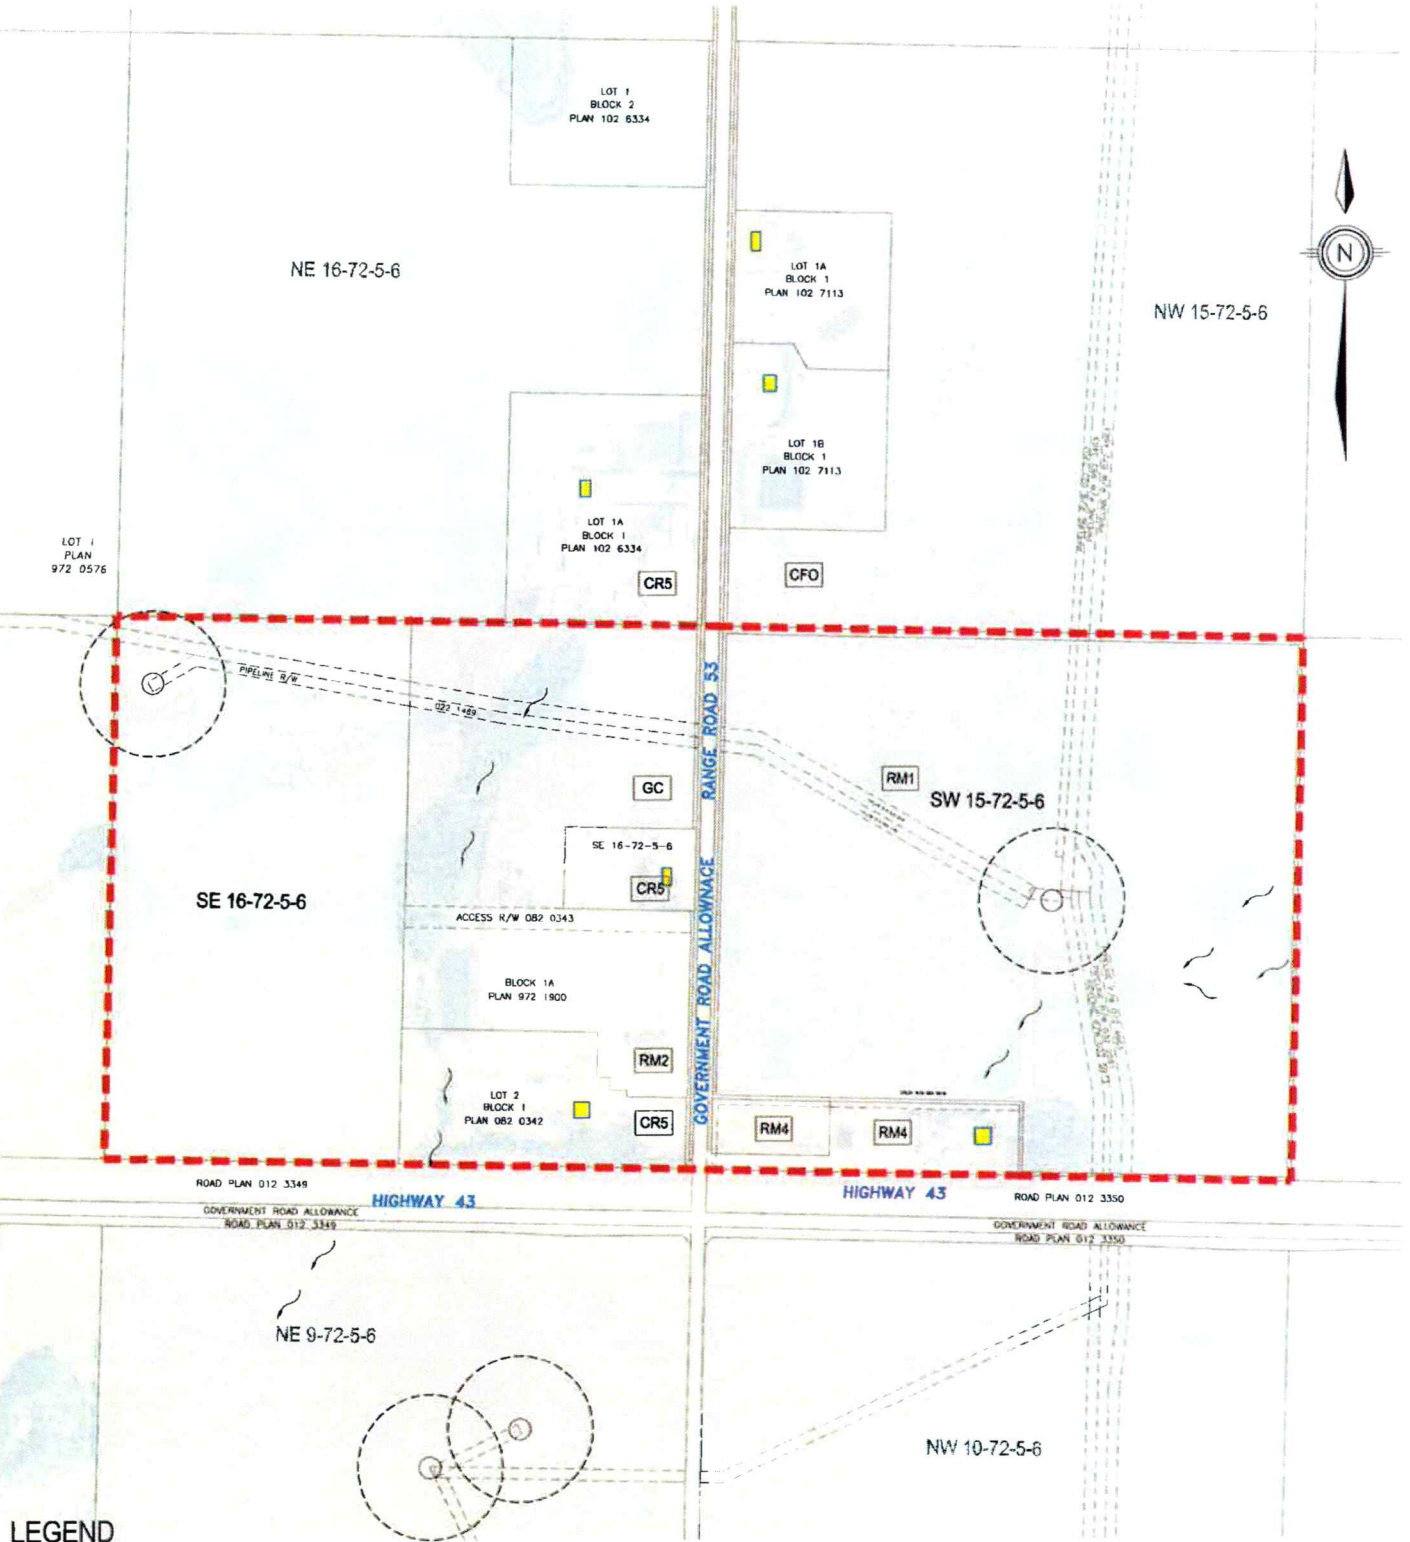 LOT 1
BLOCK 2
PLAN 102 6334
NE 16-72-5-6
LOT 1A
BLOCK 1
PLAN 102 7113
N
NW 15-72-5-6
LOT 1B
BLOCK 1
PLAN 102 7113
LOT 1A
BLOCK 1
PLAN 102 6334
LOT 1
PLAN
972 0576
CR5
CFO
PIPELINE R/W
022 1489
RANGE ROAD 53
GC
RM1
SW 15-72-5-6
SE 16-72-5-6
CR5
SE 16-72-5-6
ACCESS R/W 082 0343
GOVERNMENT ROAD ALLOWNACE
BLOCK 1A
PLAN 972 1900
RM2
LOT 2
BLOCK 1
PLAN 082 0342
CR5
RM4
RM4
ROAD PLAN 012 3349
HIGHWAY 43
HIGHWAY 43
ROAD PLAN 012 3350
GOVERNMENT ROAD ALLOWANCE
ROAD PLAN 012 3349
GOVERNMENT ROAD ALLOWANCE
ROAD PLAN 012 3350
NE 9-72-5-6
NW 10-72-5-6
LEGEND